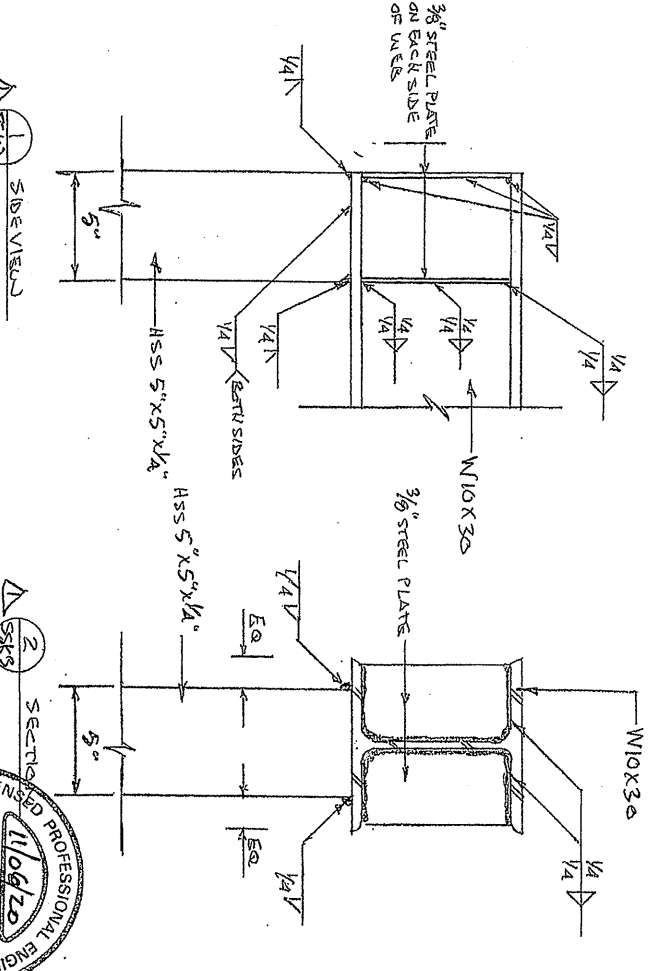 3/8" STEEL PLATE
ON EACH SIDE
OF WEB
1/4
1/4
1/4
1/4
1/4
1/4
1/4
1/4
W10X30
1/4
1/4
BOTH SIDES
5"
HSS 5"x5"x1/4"
1
SIDE VIEW
W10X30
1/4
1/4
3/8" STEEL PLATE
1/4
EQ
EQ
1/4
HSS 5"x5"x1/4"
5"
1
2
SSK3
SECTION
PROFESSIONAL
11/06/20